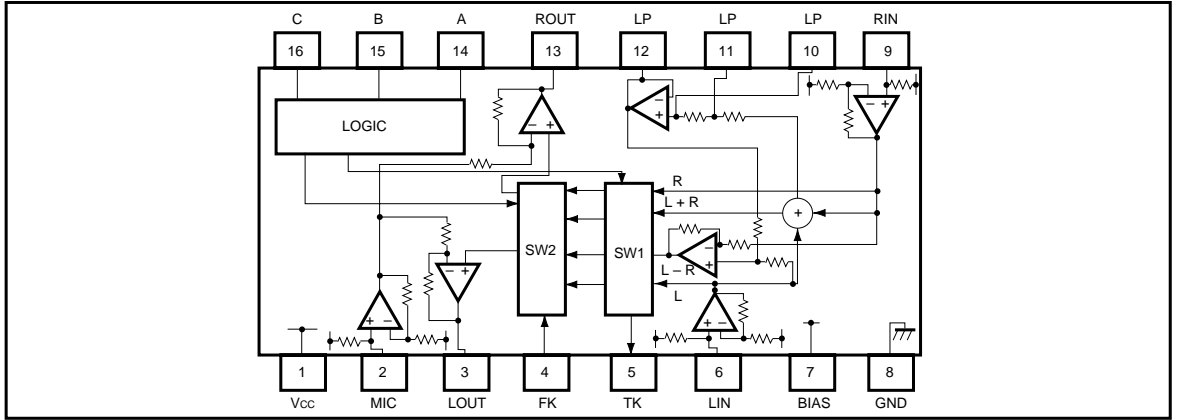 C B A ROUT LP LP LP RIN
16 15 14 13 12 11 10 9
LOGIC
− + − + − +
R
L + R
+
SW2 SW1
− +
L − R
L
− +
+ − + −
1 2 3 4 5 6 7 8
VCC MIC LOUT FK TK LIN BIAS GND